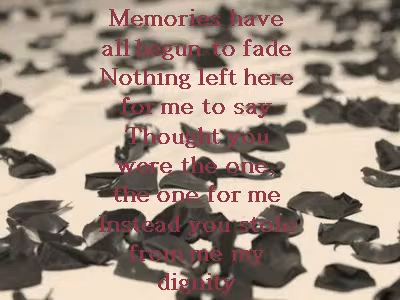 Memories have
all begun to fade
Nothing left here
for me to say
Thought you
were the one,
the one for me
Instead you stole
from me my
dignity